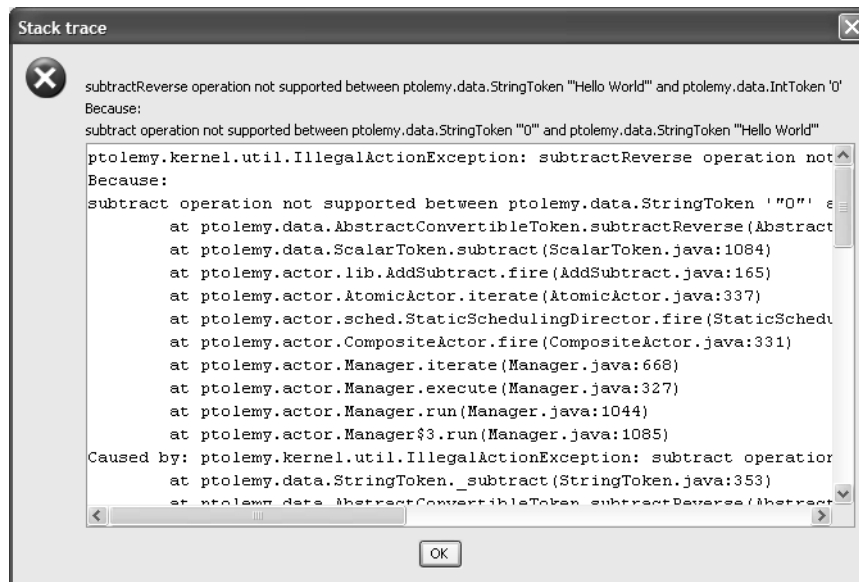 Stack trace
subtractReverse operation not supported between ptolemy.data.StringToken '"Hello World"' and ptolemy.data.IntToken '0'
Because:
subtract operation not supported between ptolemy.data.StringToken '"0"' and ptolemy.data.StringToken '"Hello World"'
ptolemy.kernel.util.IllegalActionException: subtractReverse operation not
Because:
subtract operation not supported between ptolemy.data.StringToken '"0"'
at ptolemy.data.AbstractConvertibleToken.subtractReverse(Abstract
at ptolemy.data.ScalarToken.subtract(ScalarToken.java:1084)
at ptolemy.actor.lib.AddSubtract.fire(AddSubtract.java:165)
at ptolemy.actor.AtomicActor.iterate(AtomicActor.java:337)
at ptolemy.actor.sched.StaticSchedulingDirector.fire(StaticSchedu
at ptolemy.actor.CompositeActor.fire(CompositeActor.java:331)
at ptolemy.actor.Manager.iterate(Manager.java:668)
at ptolemy.actor.Manager.execute(Manager.java:327)
at ptolemy.actor.Manager.run(Manager.java:1044)
at ptolemy.actor.Manager$3.run(Manager.java:1085)
Caused by: ptolemy.kernel.util.IllegalActionException: subtract operation
at ptolemy.data.StringToken._subtract(StringToken.java:353)
at ptolemy.data.AbstractConvertibleToken.subtractReverse(Abstract
OK